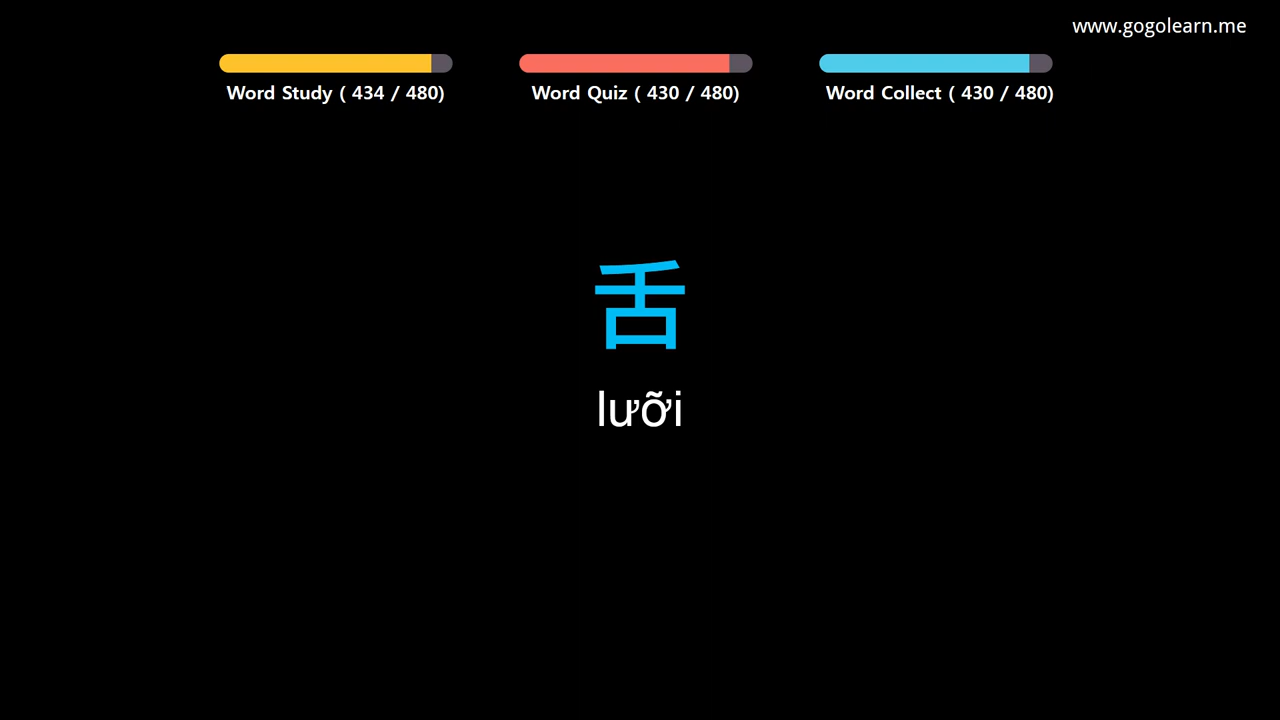 www.gogolearn.me
Word Study ( 434 / 480)
Word Quiz ( 430 / 480)
Word Collect ( 430 / 480)
舌
lưỡi